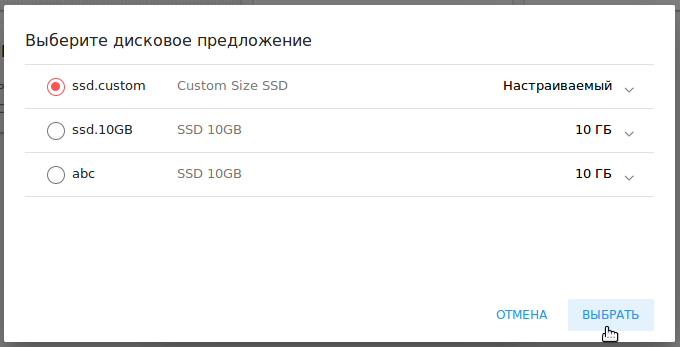 Выберите дисковое предложение
ssd.custom Custom Size SSD Настраиваемый
ssd.10GB SSD 10GB 10 ГБ
abc SSD 10GB 10 ГБ
ОТМЕНА ВЫБРАТЬ